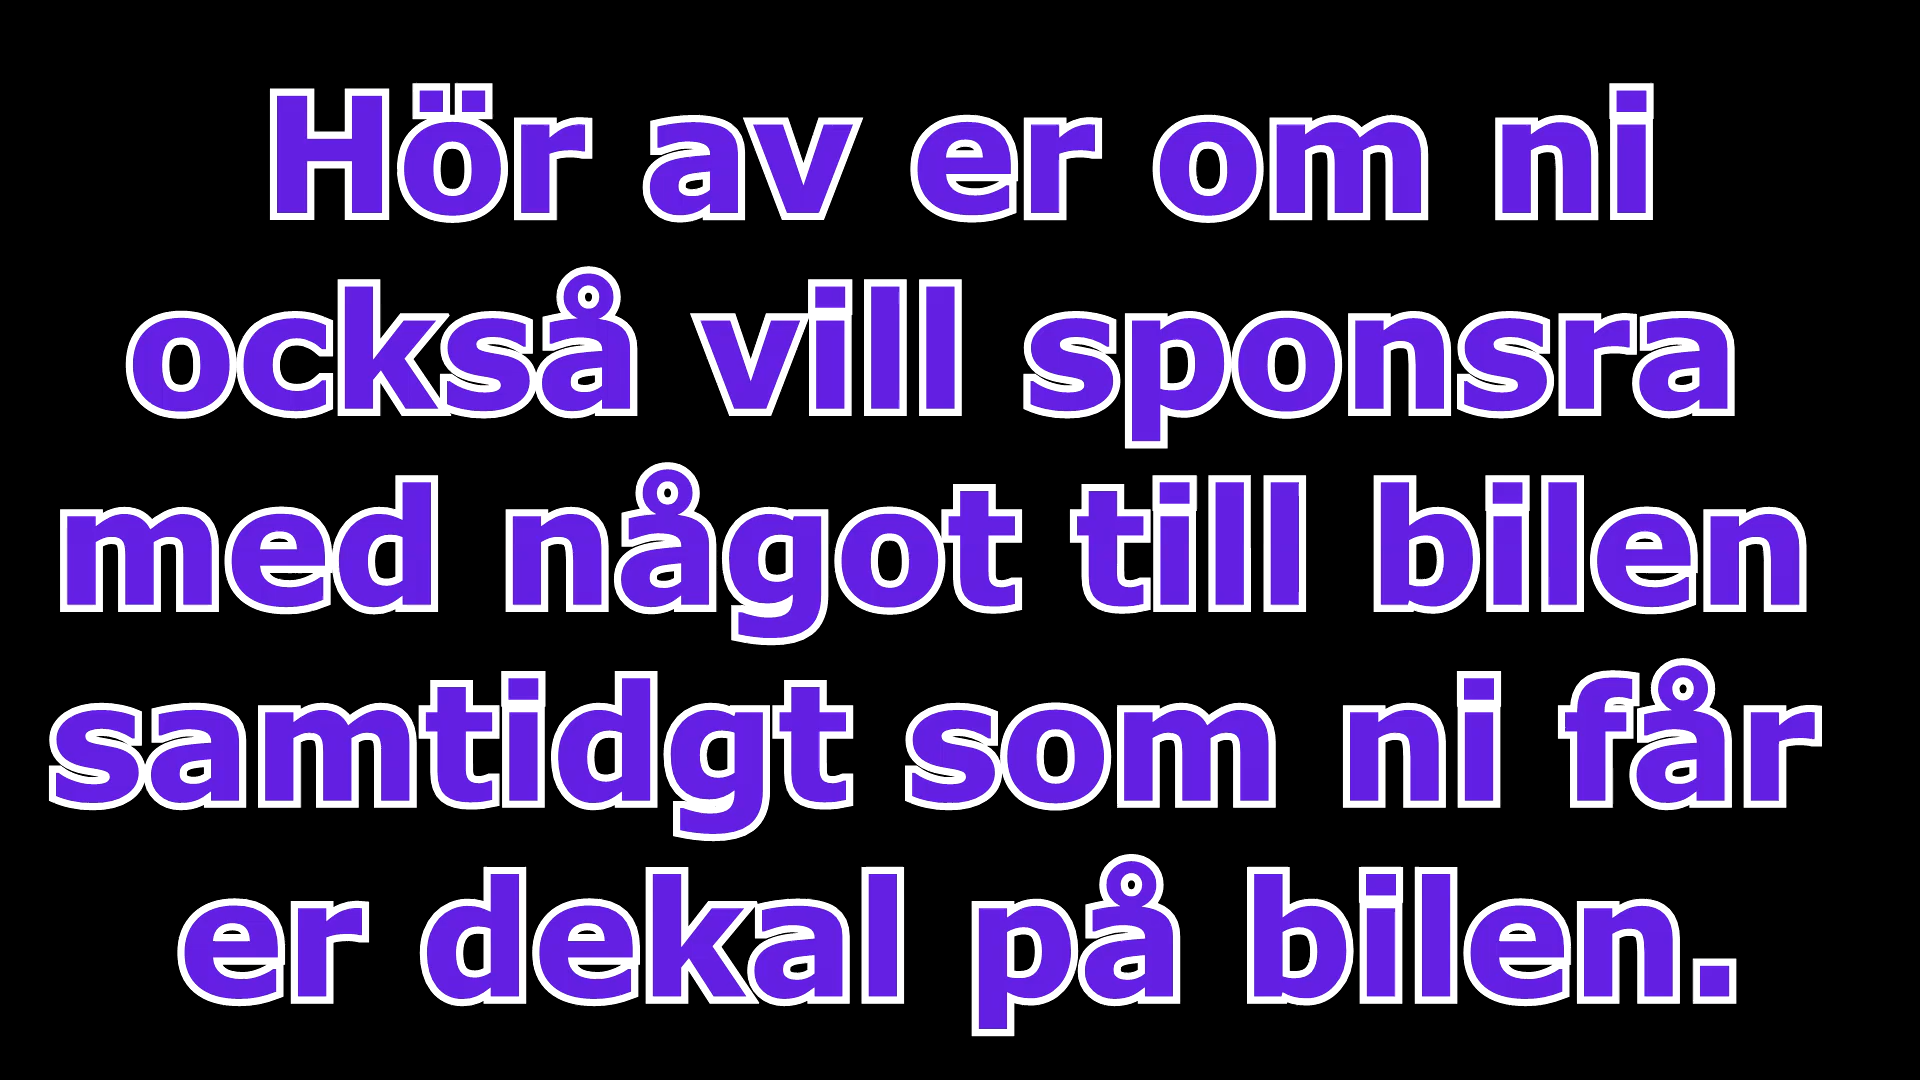 Hör av er om ni
också vill sponsra
med något till bilen
samtidgt som ni får
er dekal på bilen.